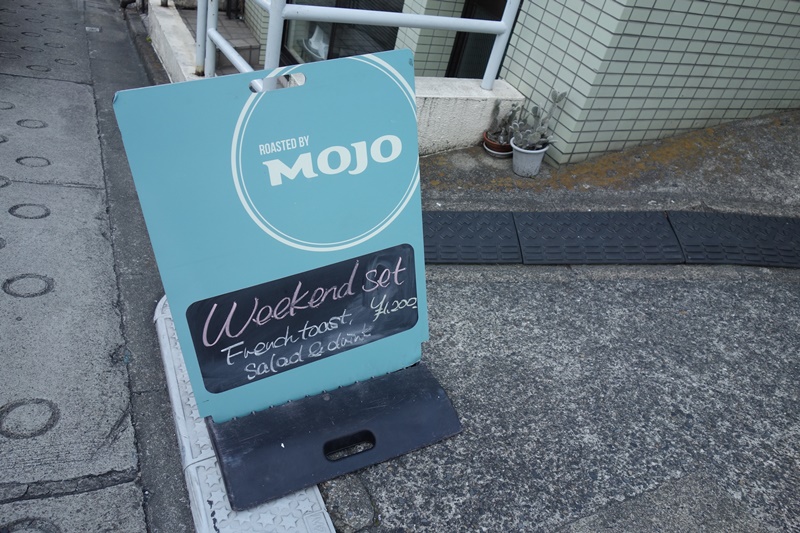 ROASTED BY
MOJO
Weekend set
French toast, ¥1,200
Salad & drink